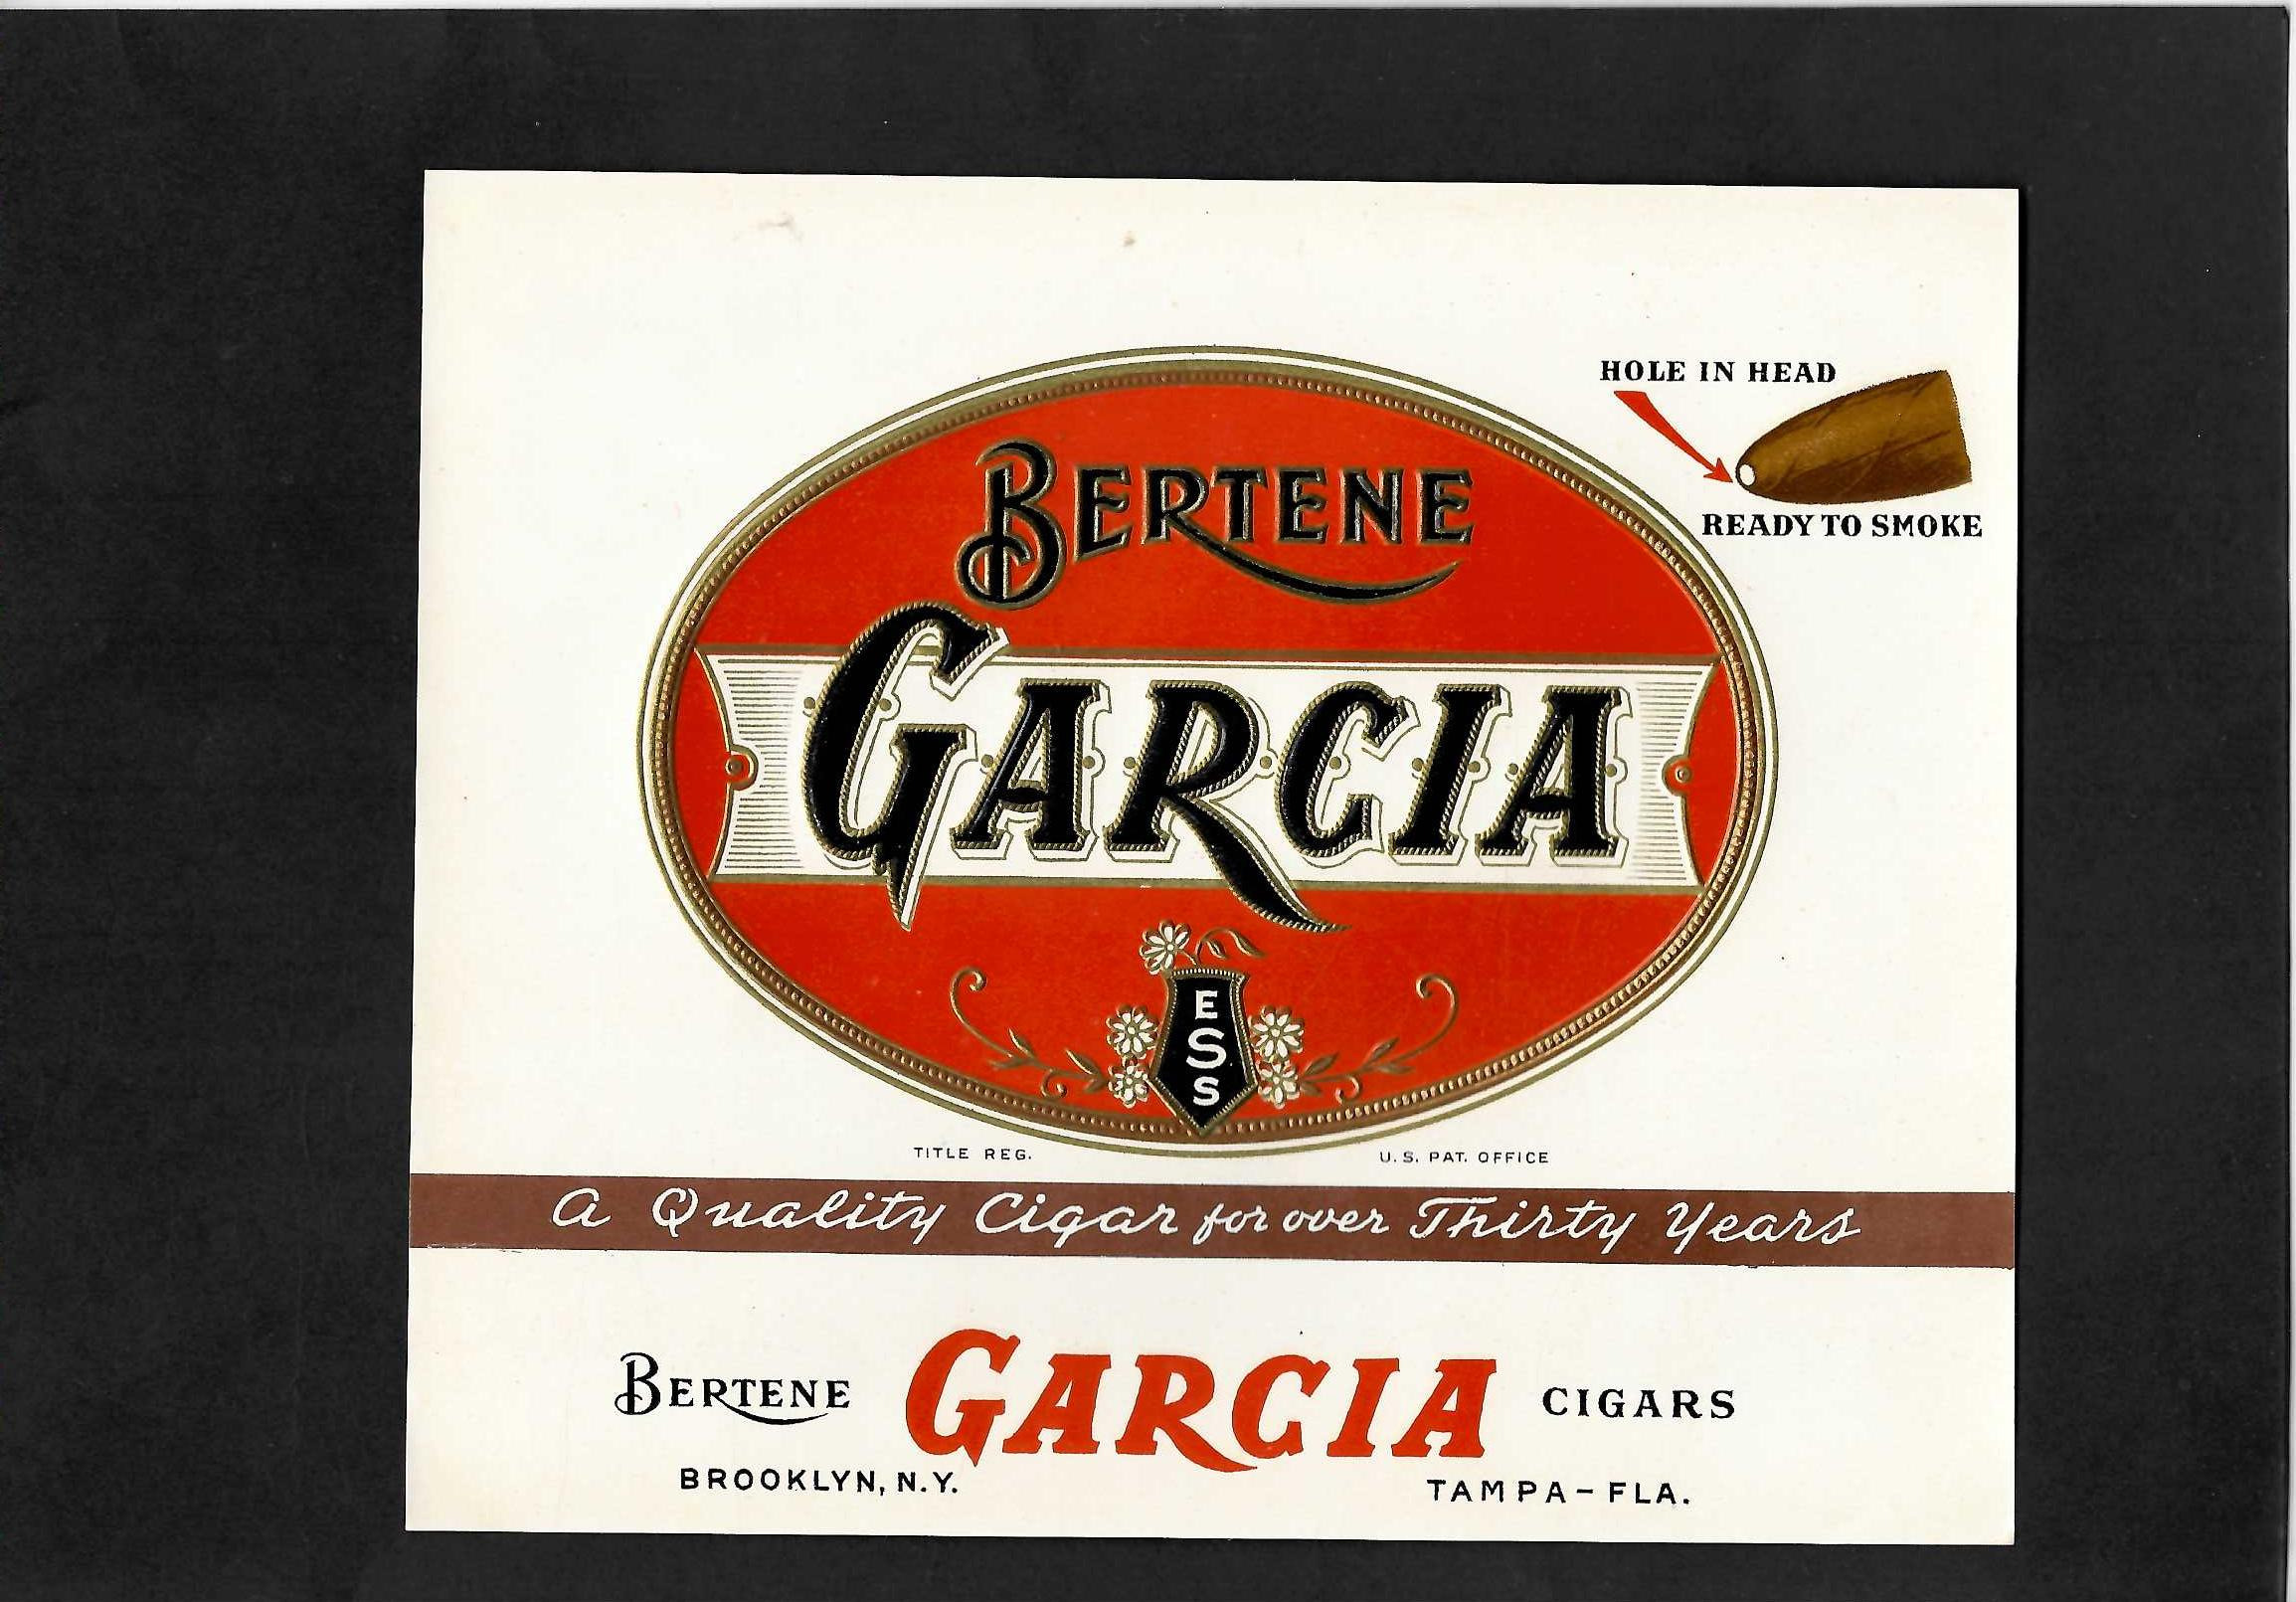 HOLE IN HEAD
READY TO SMOKE
BERTENE
GARCIA
E
S
S
TITLE REG. U.S. PAT. OFFICE
A Quality Cigar for over Thirty Years
BERTENE GARCIA CIGARS
BROOKLYN, N.Y. TAMPA-FLA.